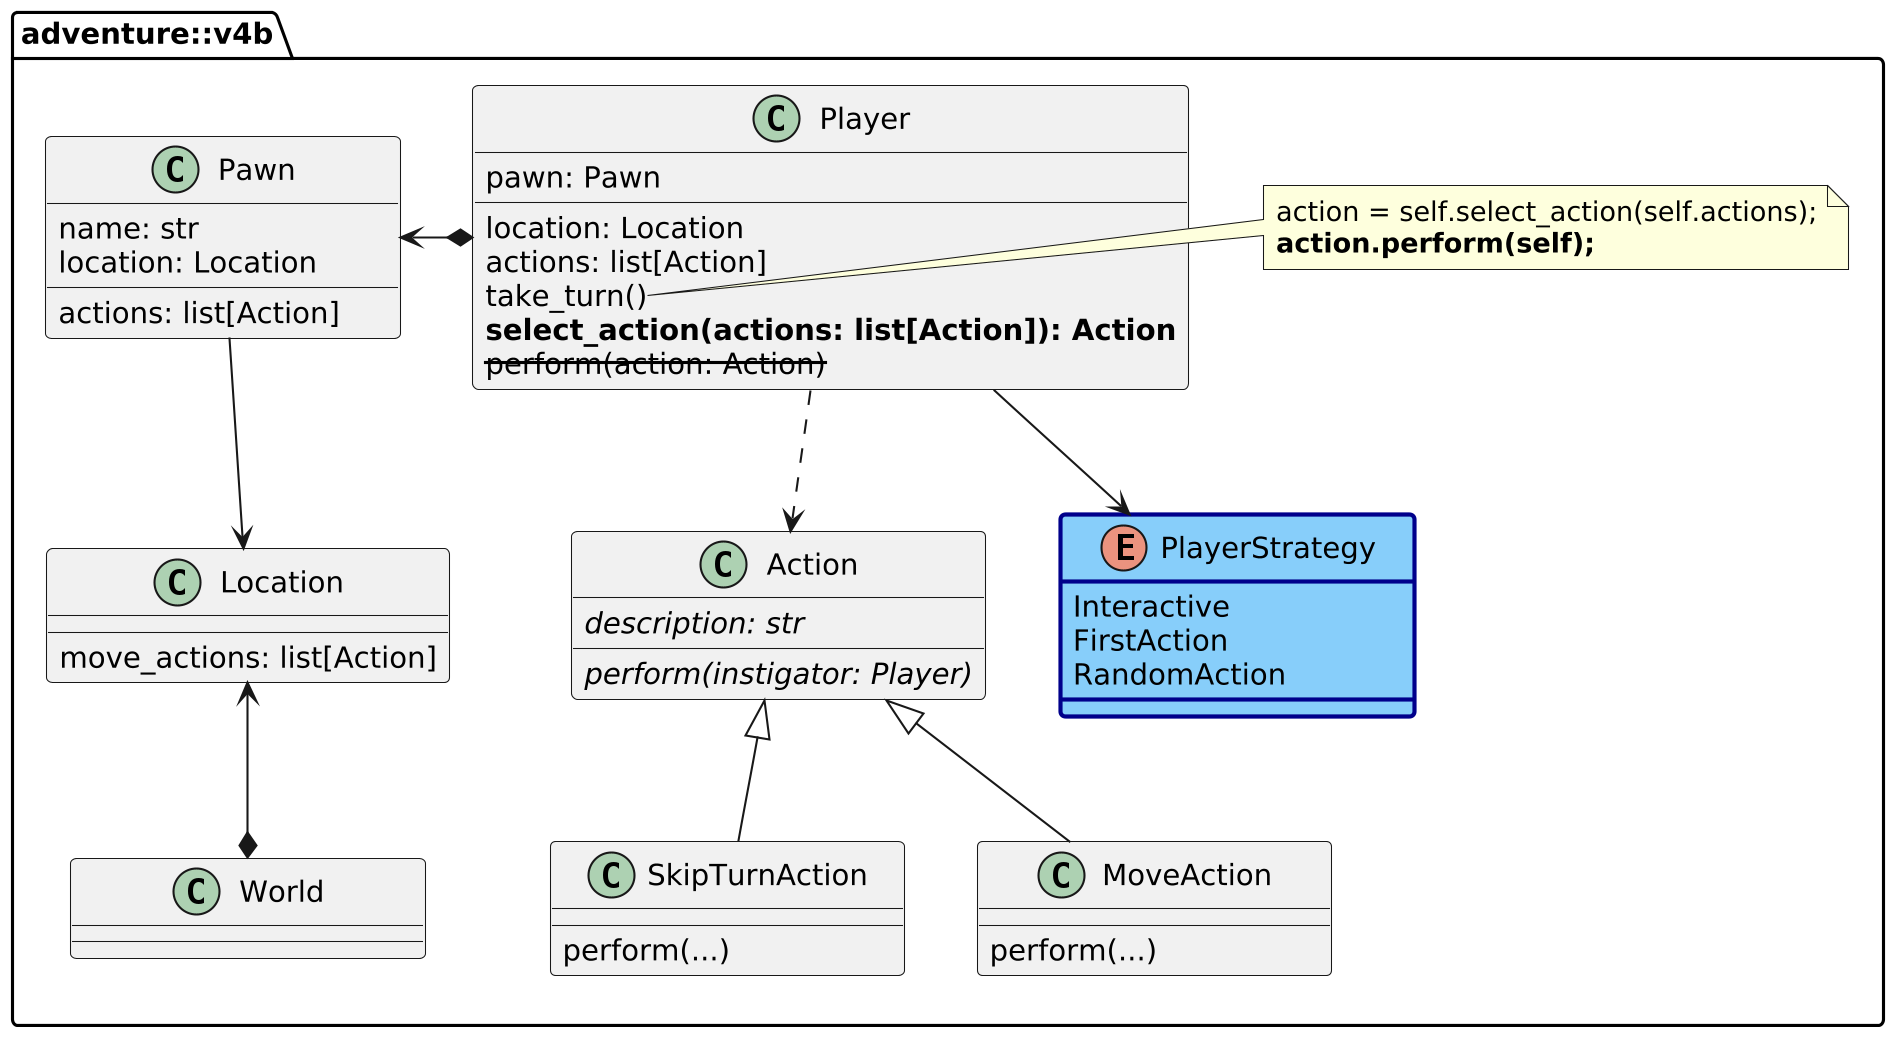 adventure::v4b
C Pawn
name: str
location: Location
actions: list[Action]
C Player
pawn: Pawn
location: Location
actions: list[Action]
take_turn()
select_action(actions: list[Action]): Action
perform(action: Action)
action = self.select_action(self.actions);
action.perform(self);
C Location
move_actions: list[Action]
C Action
description: str
perform(instigator: Player)
E PlayerStrategy
Interactive
FirstAction
RandomAction
C World
C SkipTurnAction
perform(...)
C MoveAction
perform(...)